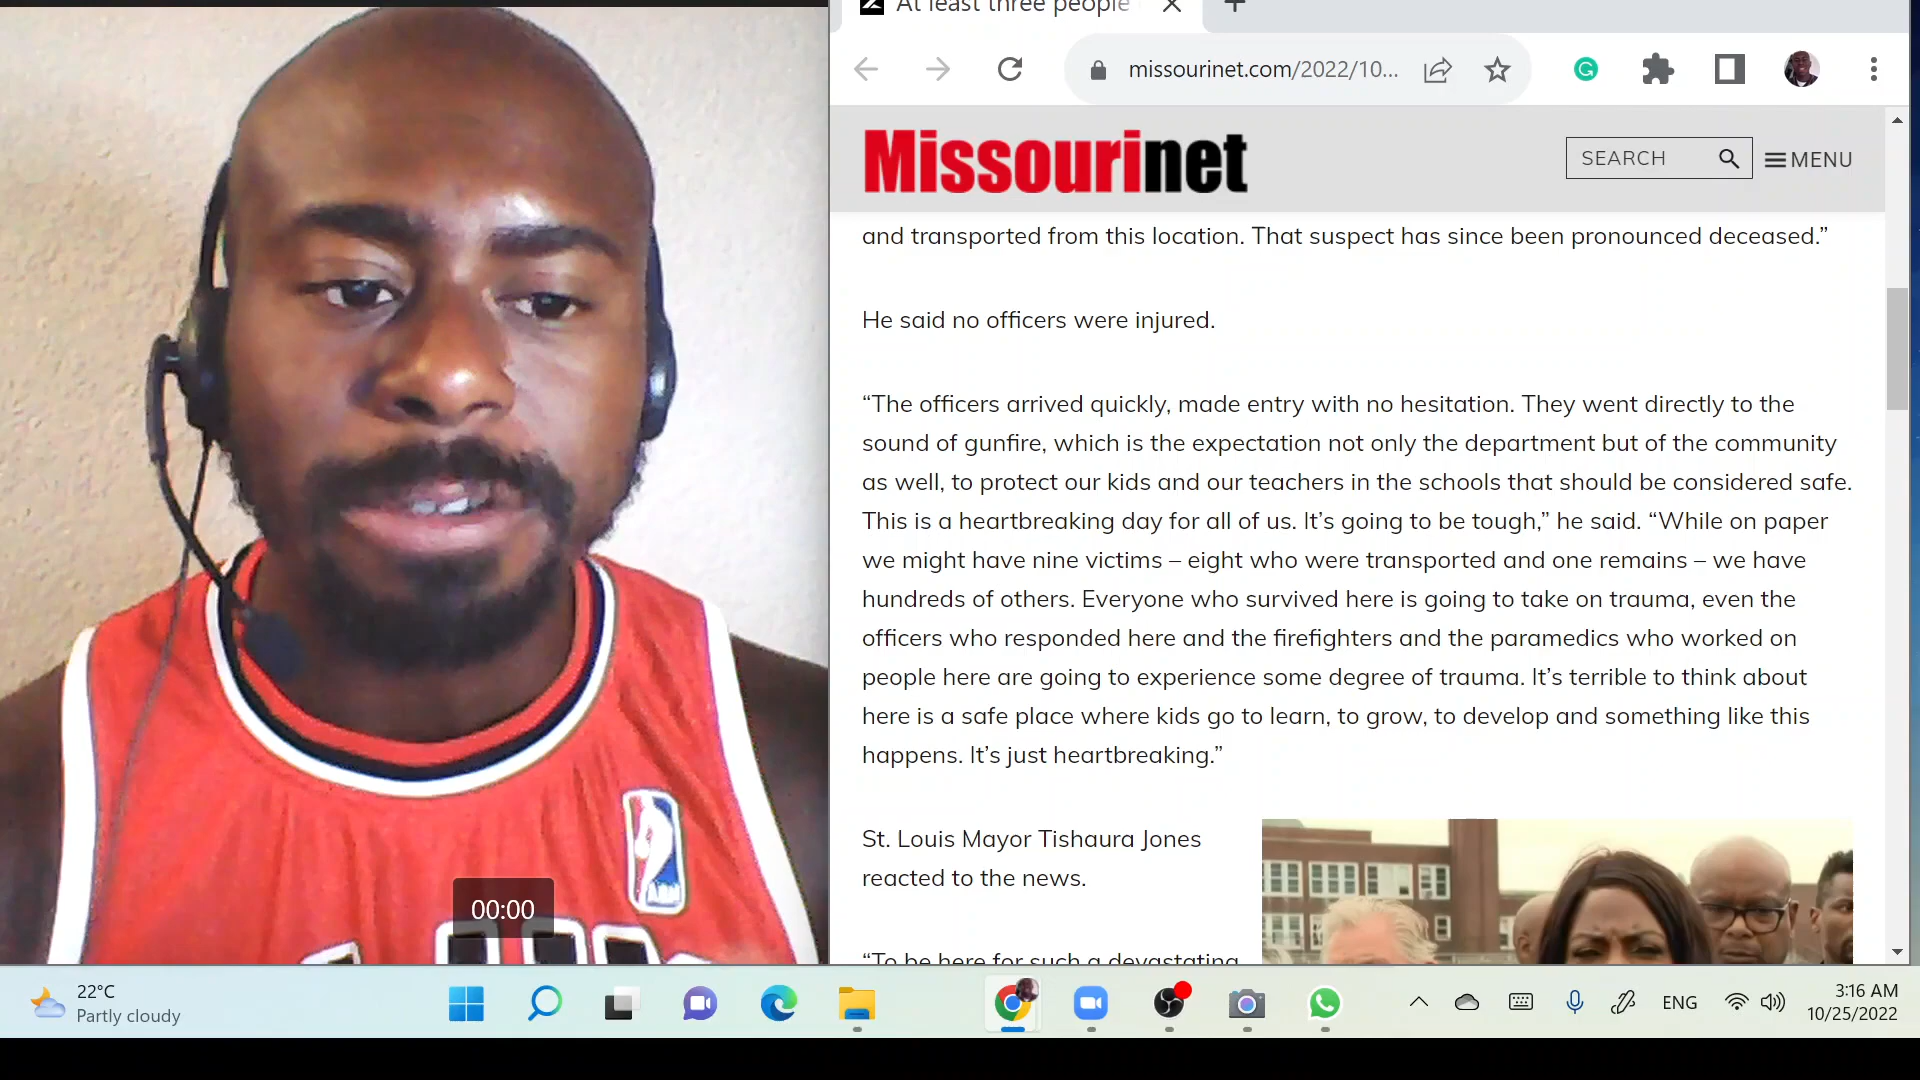 At least three people
missourinet.com/2022/10...
Missourinet
SEARCH
MENU
and transported from this location. That suspect has since been pronounced deceased.”
He said no officers were injured.
“The officers arrived quickly, made entry with no hesitation. They went directly to the
sound of gunfire, which is the expectation not only the department but of the community
as well, to protect our kids and our teachers in the schools that should be considered safe.
This is a heartbreaking day for all of us. It’s going to be tough,” he said. “While on paper
we might have nine victims – eight who were transported and one remains – we have
hundreds of others. Everyone who survived here is going to take on trauma, even the
officers who responded here and the firefighters and the paramedics who worked on
people here are going to experience some degree of trauma. It’s terrible to think about
here is a safe place where kids go to learn, to grow, to develop and something like this
happens. It’s just heartbreaking.”
St. Louis Mayor Tishaura Jones
reacted to the news.
“To be here for such a devastating
00:00
22°C
Partly cloudy
ENG
3:16 AM
10/25/2022